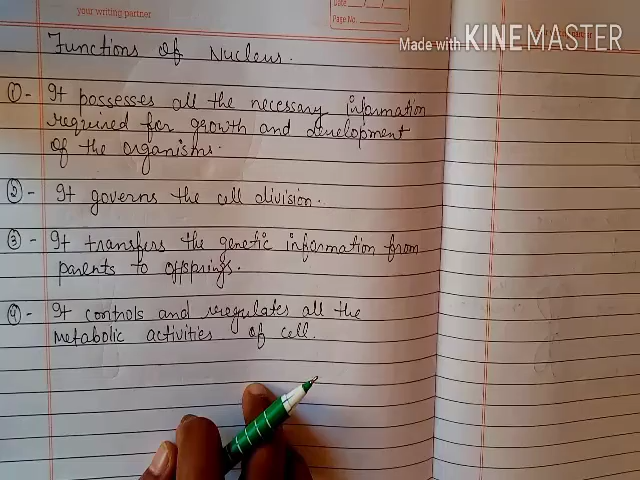 your writing partner
Date
Page No.
Made with KINEMASTER
Functions of Nucleus.
①- It possesses all the necessary information
required for growth and development
of the organisms.
②- It governs the cell division.
③- It transfers the genetic information from
parents to offsprings.
④- It controls and regulates all the
metabolic activities of cell.